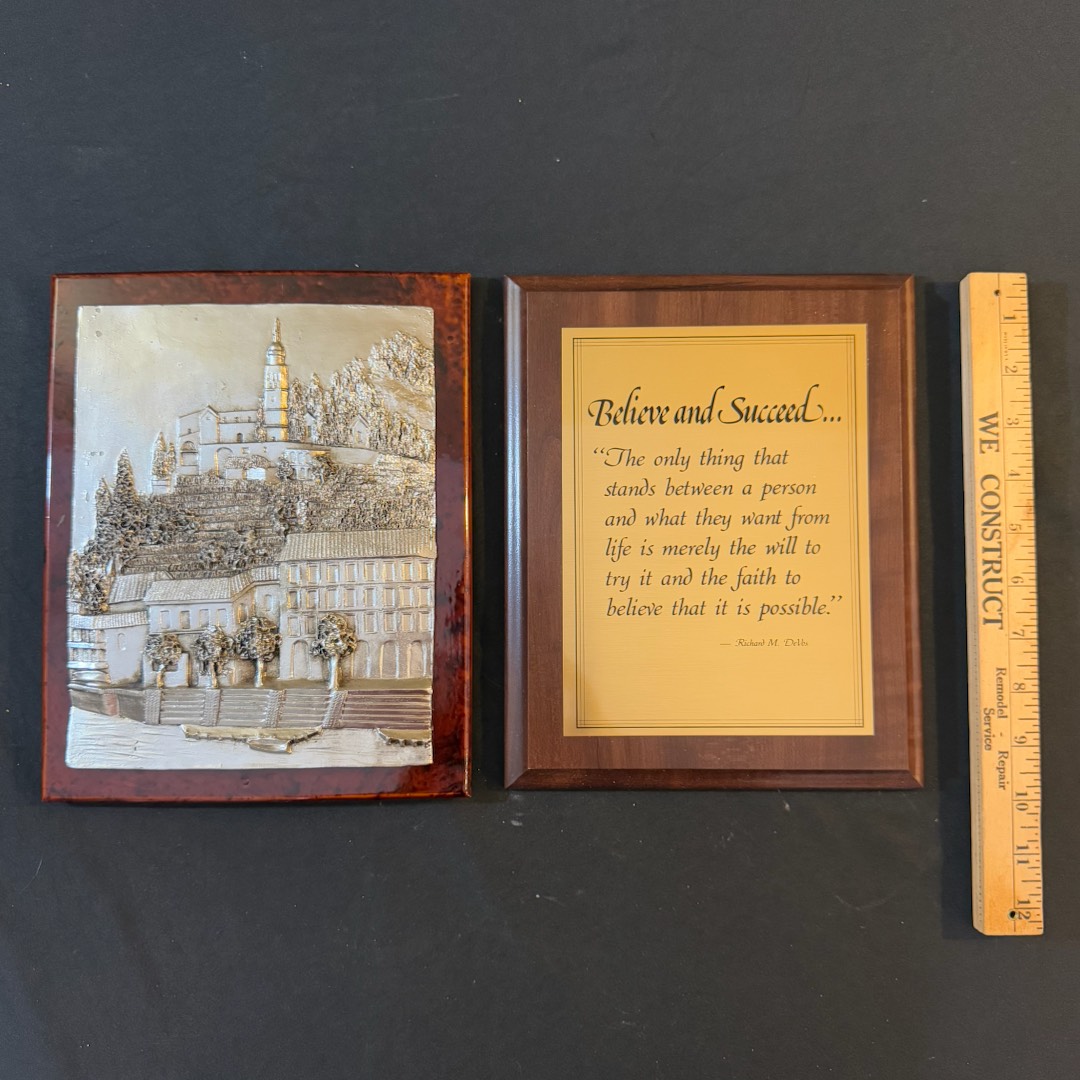 Believe and Succeed...
“The only thing that
stands between a person
and what they want from
life is merely the will to
try it and the faith to
believe that it is possible.”
— Richard M. DeVos
WE CONSTRUCT
Remodel - Repair
Service
1
2
3
4
5
6
7
8
9
10
11
12